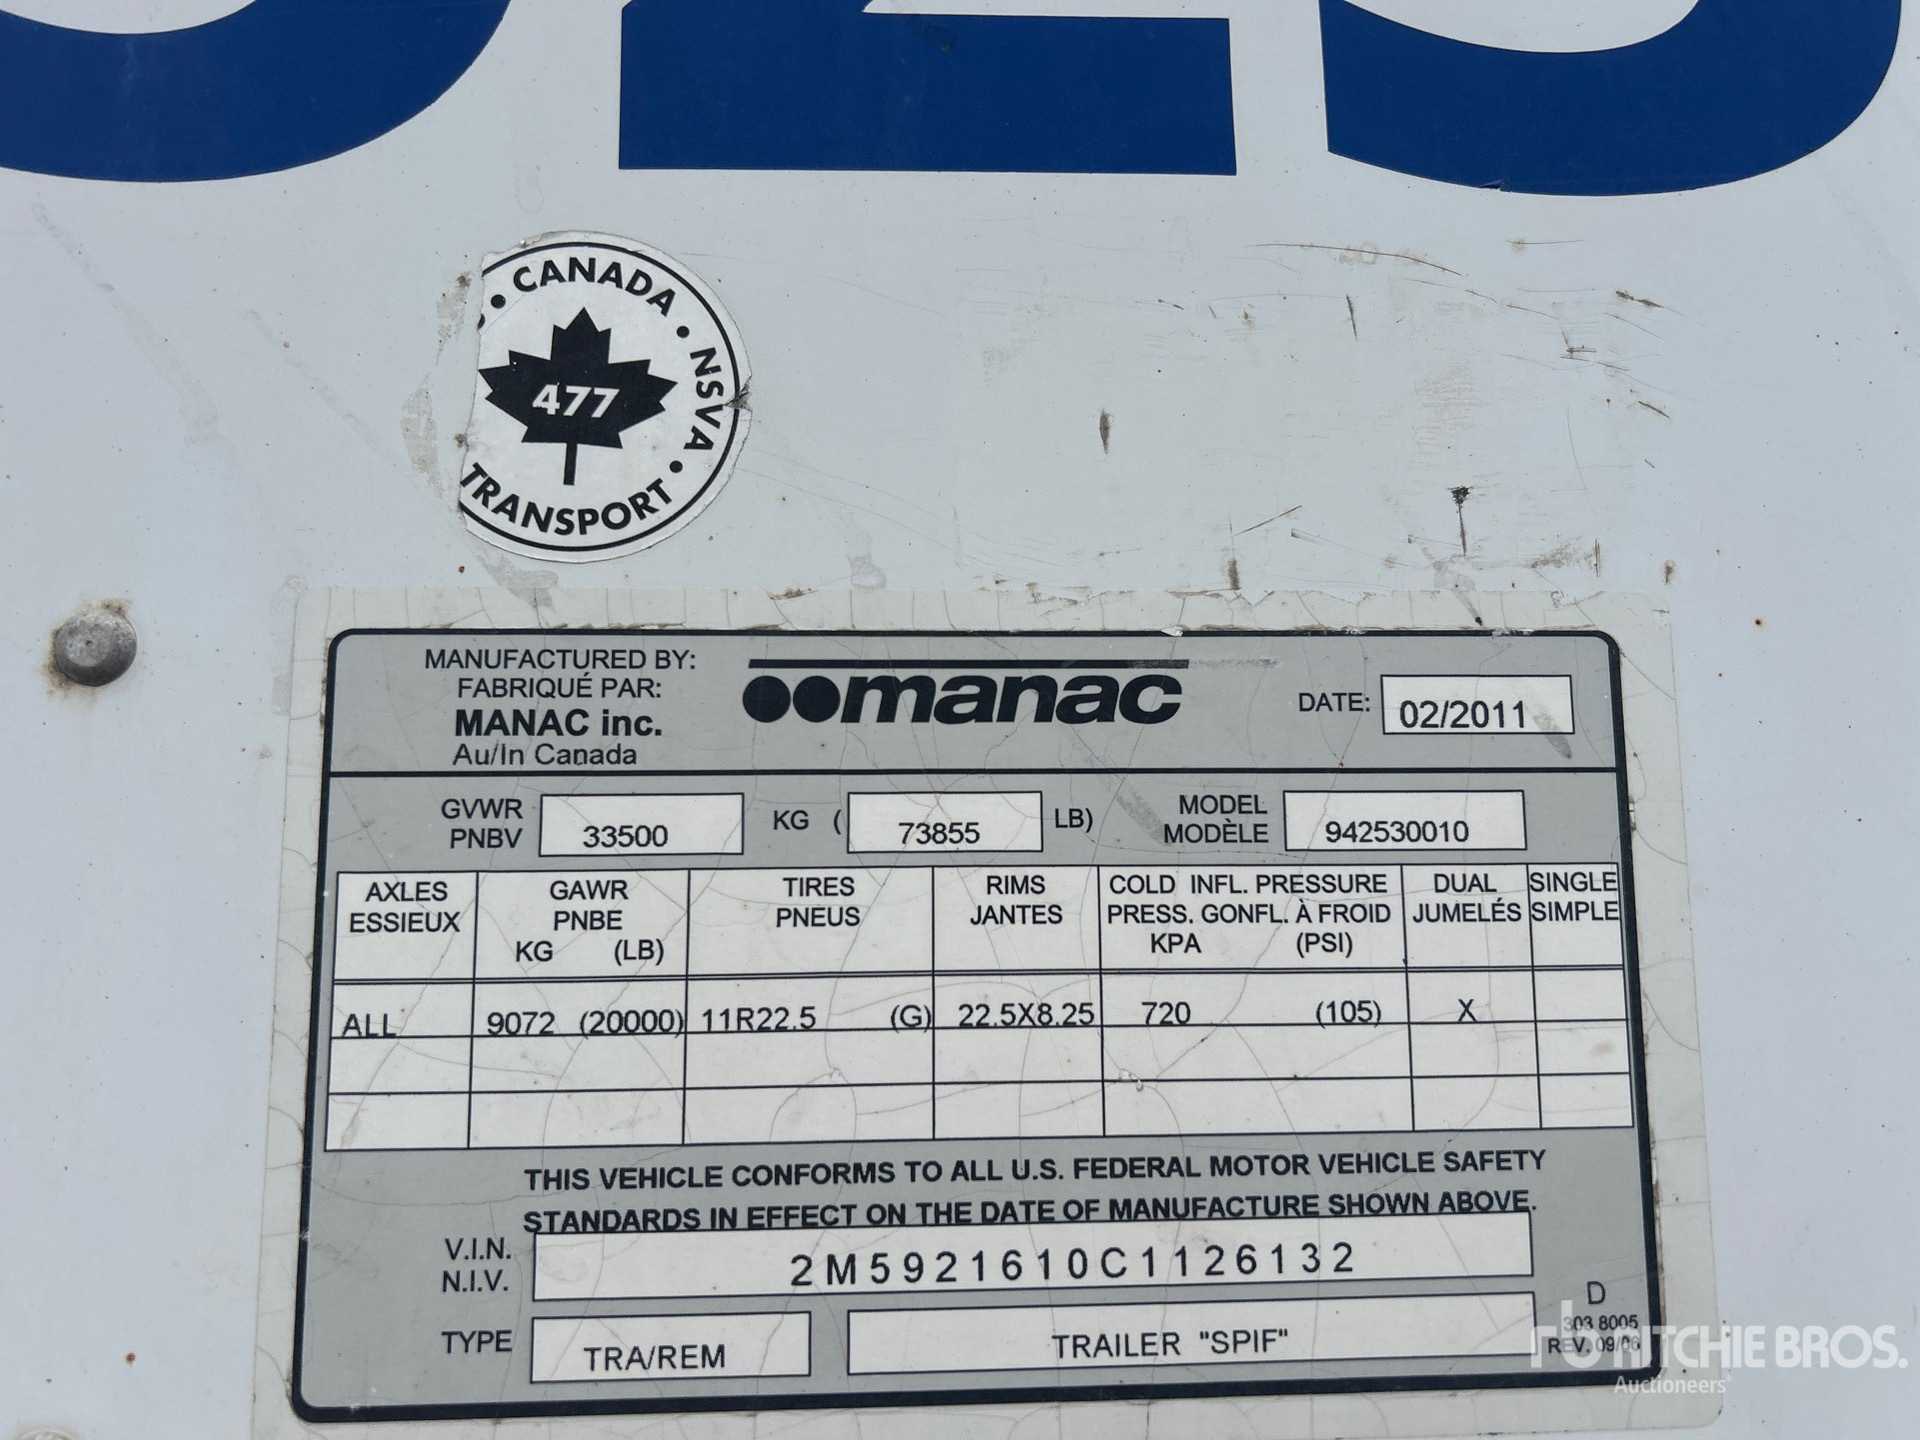 • CANADA • NSVA • TRANSPORT
477
MANUFACTURED BY:
FABRIQUÉ PAR:
MANAC inc.
Au/In Canada
manac
DATE: 02/2011
GVWR
PNBV
33500 KG ( 73855 LB)
MODEL
MODÈLE
942530010
AXLES
ESSIEUX
GAWR
PNBE
KG (LB)
TIRES
PNEUS
RIMS
JANTES
COLD INFL. PRESSURE
PRESS. GONFL. À FROID
KPA (PSI)
DUAL
JUMELÉS
SINGLE
SIMPLE
ALL 9072 (20000) 11R22.5 (G) 22.5X8.25 720 (105) X
THIS VEHICLE CONFORMS TO ALL U.S. FEDERAL MOTOR VEHICLE SAFETY
STANDARDS IN EFFECT ON THE DATE OF MANUFACTURE SHOWN ABOVE.
V.I.N.
N.I.V.
2M5921610C1126132
TYPE TRA/REM TRAILER "SPIF"
D
303 8005
REV. 09/06
rb RITCHIE BROS.
Auctioneers